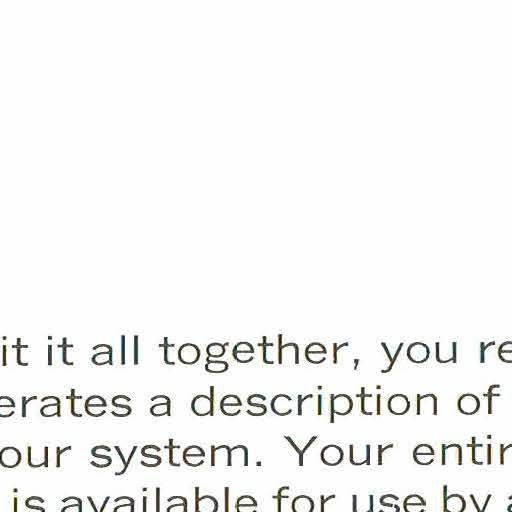 it it all together, you re
erates a description of
our system. Your entir
is available for use by a